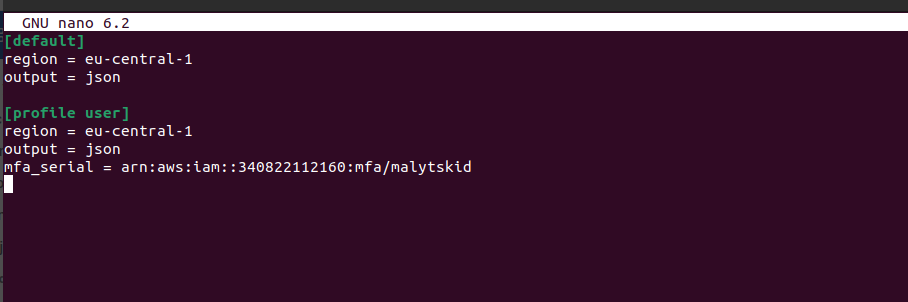 GNU nano 6.2
[default]
region = eu-central-1
output = json
[profile user]
region = eu-central-1
output = json
mfa_serial = arn:aws:iam::340822112160:mfa/malytskid